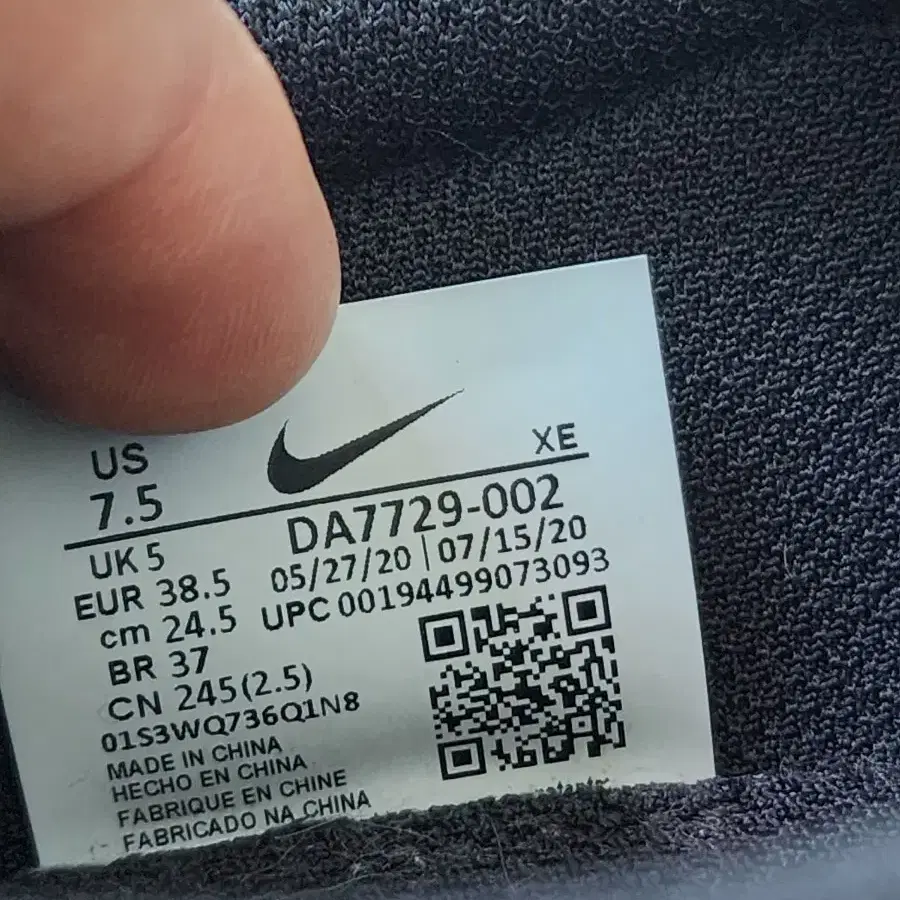 US
7.5
XE
UK 5
EUR 38.5
cm 24.5
BR 37
CN 245(2.5)
DA7729-002
05/27/20 | 07/15/20
UPC 00194499073093
01S3WQ736Q1N8
MADE IN CHINA
HECHO EN CHINA
FABRIQUE EN CHINE
FABRICADO NA CHINA